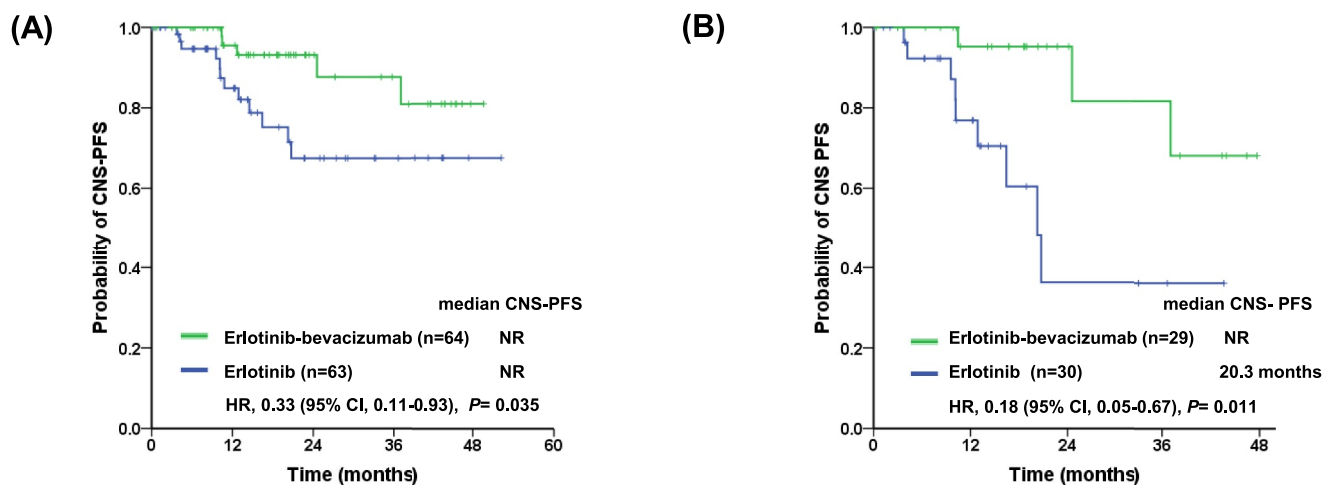 (A)
Probability of CNS-PFS
1.0
0.8
0.6
0.4
0.2
0.0
median CNS-PFS
Erlotinib-bevacizumab (n=64) NR
Erlotinib (n=63) NR
HR, 0.33 (95% CI, 0.11-0.93), P= 0.035
0 12 24 36 48 60
Time (months)
(B)
Probability of CNS PFS
1.0
0.8
0.6
0.4
0.2
0.0
median CNS- PFS
Erlotinib-bevacizumab (n=29) NR
Erlotinib (n=30) 20.3 months
HR, 0.18 (95% CI, 0.05-0.67), P= 0.011
0 12 24 36 48
Time (months)